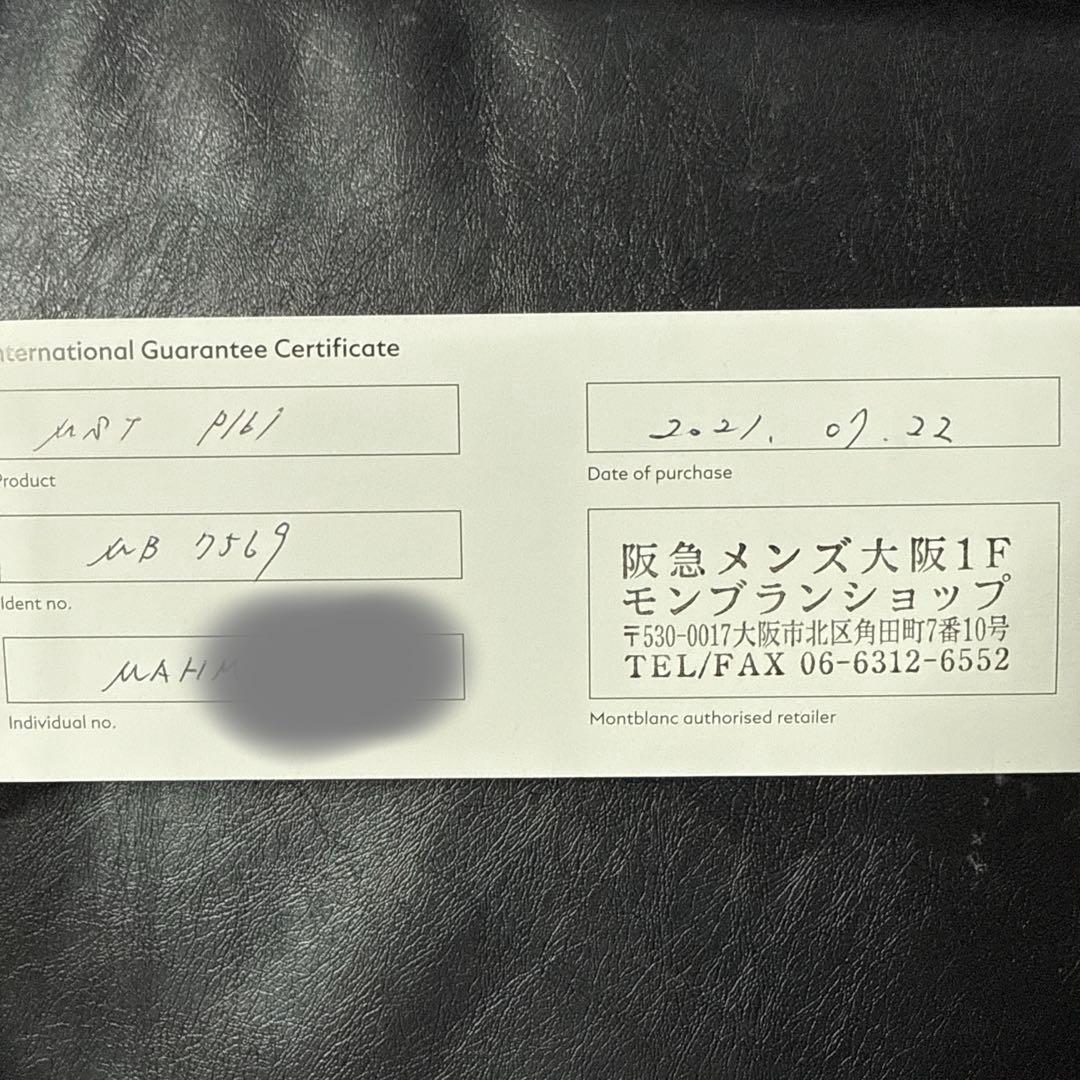 nternational Guarantee Certificate
MST P161
Product
MB 7569
Ident no.
MAHM
Individual no.
2021. 07. 22
Date of purchase
阪急メンズ大阪1F
モンブランショップ
〒530-0017大阪市北区角田町7番10号
TEL/FAX 06-6312-6552
Montblanc authorised retailer